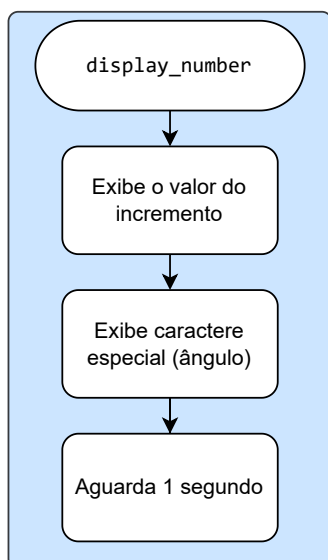 display_number
Exibe o valor do
incremento
Exibe caractere
especial (ângulo)
Aguarda 1 segundo